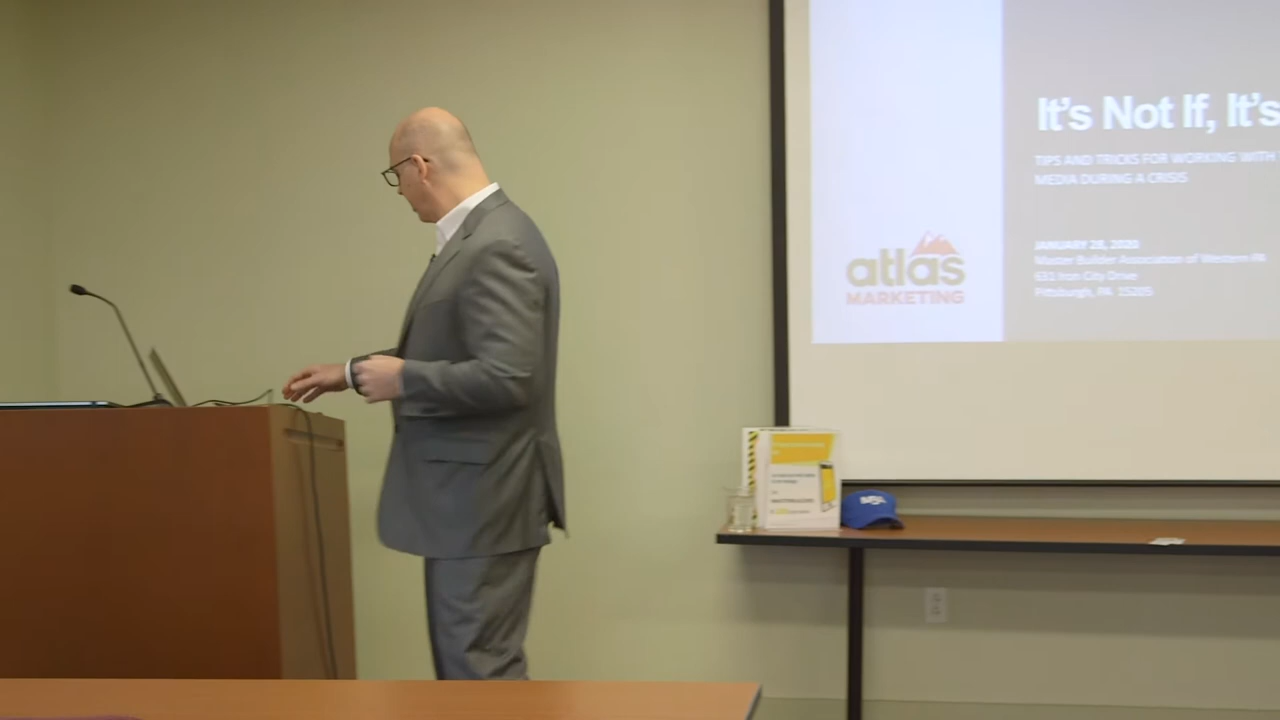 It's Not If, It's
TIPS AND TRICKS FOR WORKING WITH
MEDIA DURING A CRISIS
JANUARY 28, 2020
Master Builder Association of Western PA
631 Iron City Drive
Pittsburgh, PA 15205
atlas
MARKETING